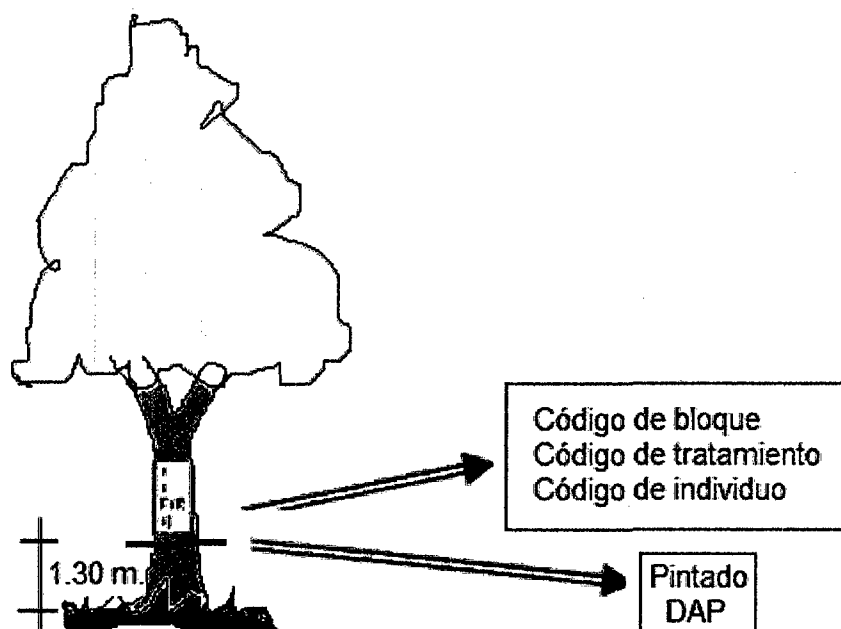 Código de bloque
Código de tratamiento
Código de individuo
1.30 m.
Pintado
DAP